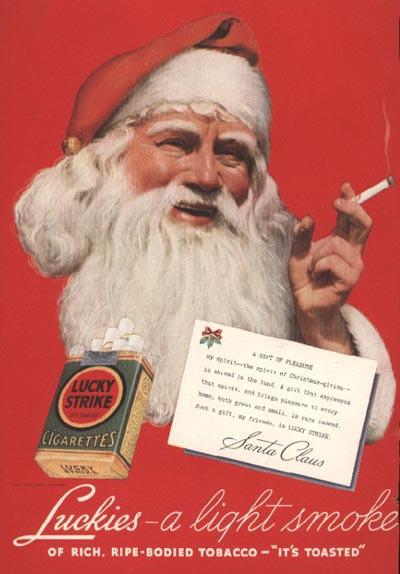 LUCKY
STRIKE
"IT'S TOASTED"
CIGARETTES
LUCKY
STRIKE
A GIFT OF PLEASURE
My spirit--the spirit of Christmas-giving--
is abroad in the land. A gift that expresses
that spirit, and brings pleasure to every
home, both great and small, is rare indeed.
Such a gift, my friends, is LUCKY STRIKE.
Santa Claus
Luckies - a light smoke
OF RICH, RIPE-BODIED TOBACCO - "IT'S TOASTED"